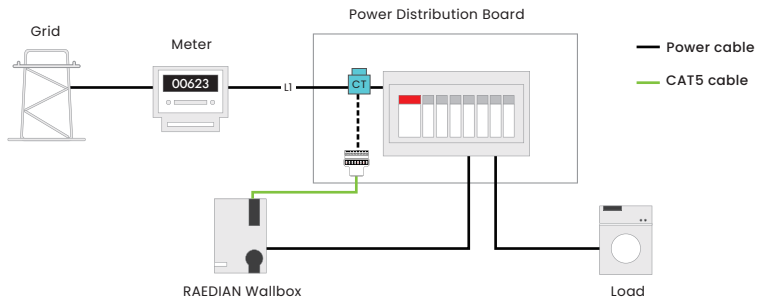 Power Distribution Board
Grid
Meter
Power cable
00623
CT
L1
CAT5 cable
RAEDIAN Wallbox
Load